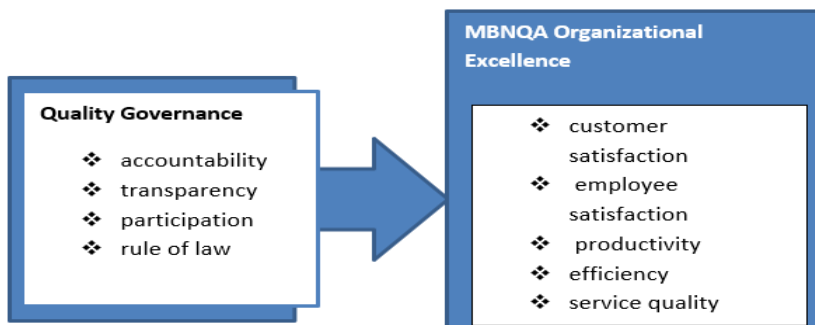 MBNQA Organizational
Excellence
Quality Governance
❖ accountability
❖ transparency
❖ participation
❖ rule of law
❖ customer
satisfaction
❖ employee
satisfaction
❖ productivity
❖ efficiency
❖ service quality